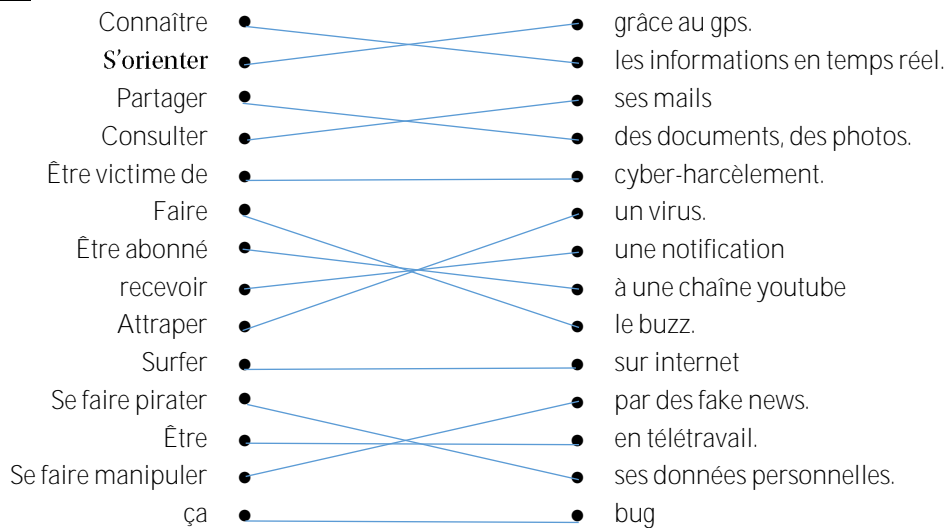 Connaître grâce au gps.
S'orienter les informations en temps réel.
Partager ses mails
Consulter des documents, des photos.
Être victime de cyber-harcèlement.
Faire un virus.
Être abonné une notification
recevoir à une chaîne youtube
Attraper le buzz.
Surfer sur internet
Se faire pirater par des fake news.
Être en télétravail.
Se faire manipuler ses données personnelles.
ça bug